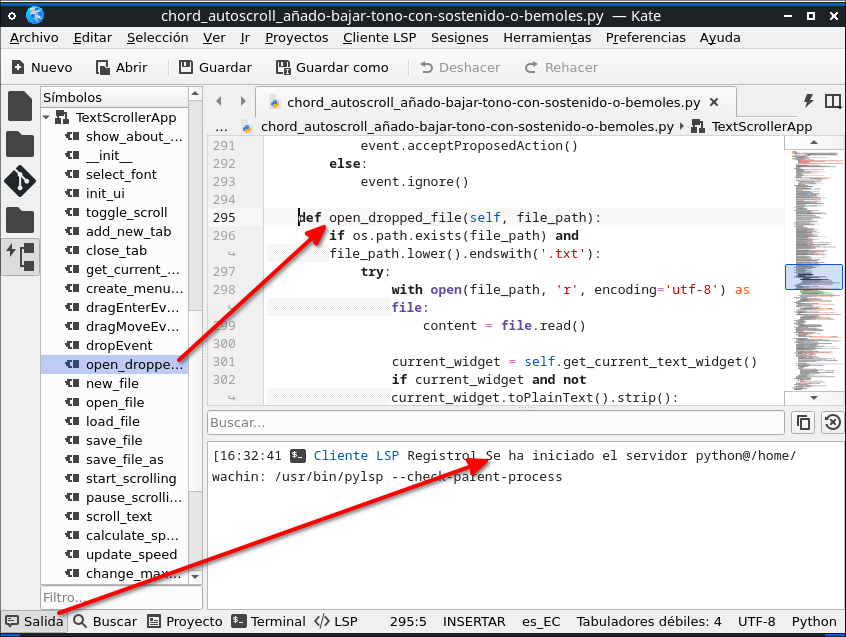 chord_autoscroll_añado-bajar-tono-con-sostenido-o-bemoles.py — Kate
Archivo Editar Selección Ver Ir Proyectos Cliente LSP Sesiones Herramientas Preferencias Ayuda
Nuevo Abrir Guardar Guardar como Deshacer Rehacer
Símbolos
TextScrollerApp
show_about_...
__init__
select_font
init_ui
toggle_scroll
add_new_tab
close_tab
get_current_...
create_menu...
dragEnterEv...
dragMoveEv...
dropEvent
open_droppe...
new_file
open_file
load_file
save_file
save_file_as
start_scrolling
pause_scrolli...
scroll_text
calculate_sp...
update_speed
change_max...
Filtro...
chord_autoscroll_añado-bajar-tono-con-sostenido-o-bemoles.py
... chord_autoscroll_añado-bajar-tono-con-sostenido-o-bemoles.py TextScrollerApp
291 event.acceptProposedAction()
292 else:
293 event.ignore()
294
295 def open_dropped_file(self, file_path):
296 if os.path.exists(file_path) and
file_path.lower().endswith('.txt'):
297 try:
298 with open(file_path, 'r', encoding='utf-8') as
file:
299 content = file.read()
300
301 current_widget = self.get_current_text_widget()
302 if current_widget and not
current_widget.toPlainText().strip():
Buscar...
[16:32:41 Cliente LSP Registro] Se ha iniciado el servidor python@/home/
wachin: /usr/bin/pylsp --check-parent-process
Salida Buscar Proyecto Terminal LSP 295:5 INSERTAR es_EC Tabuladores débiles: 4 UTF-8 Python